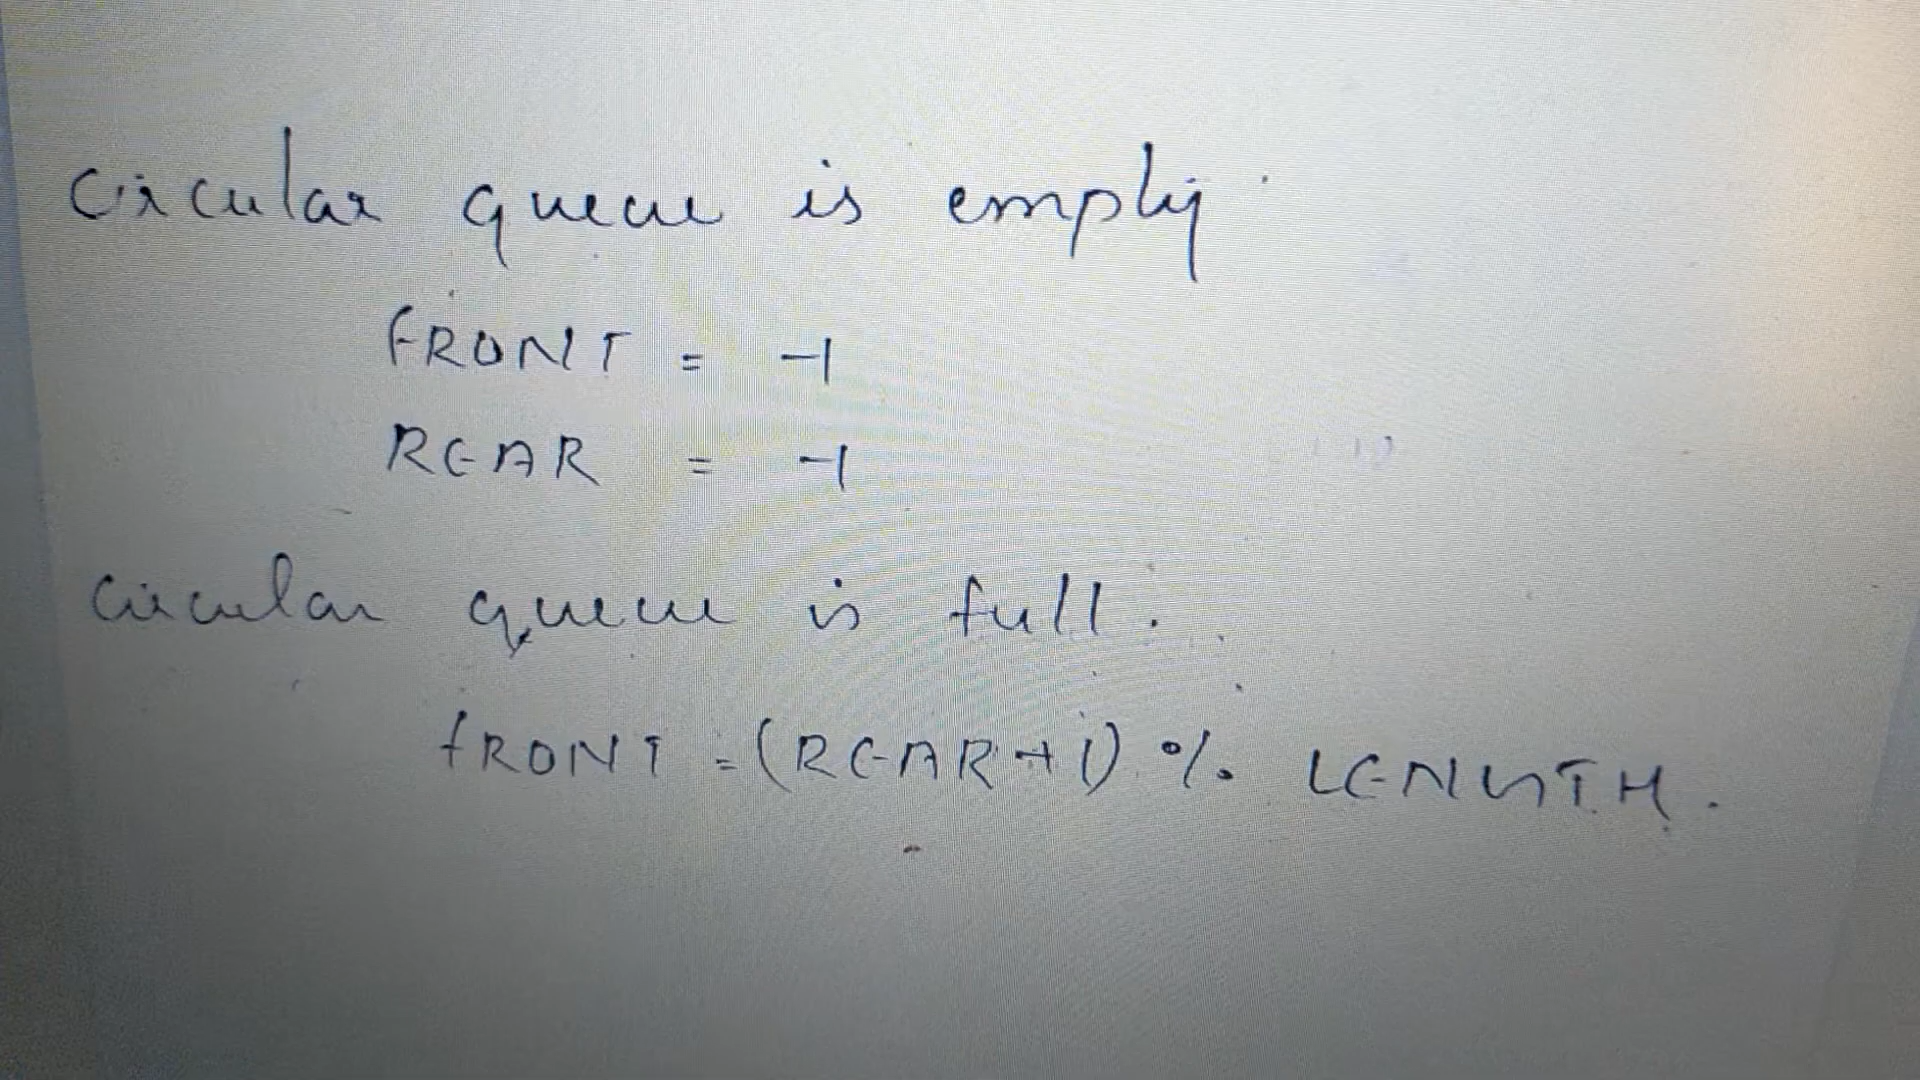 Circular queue is empty
FRONT = -1
REAR = -1
Circular queue is full.
FRONT = (REAR+1) % LENGTH.